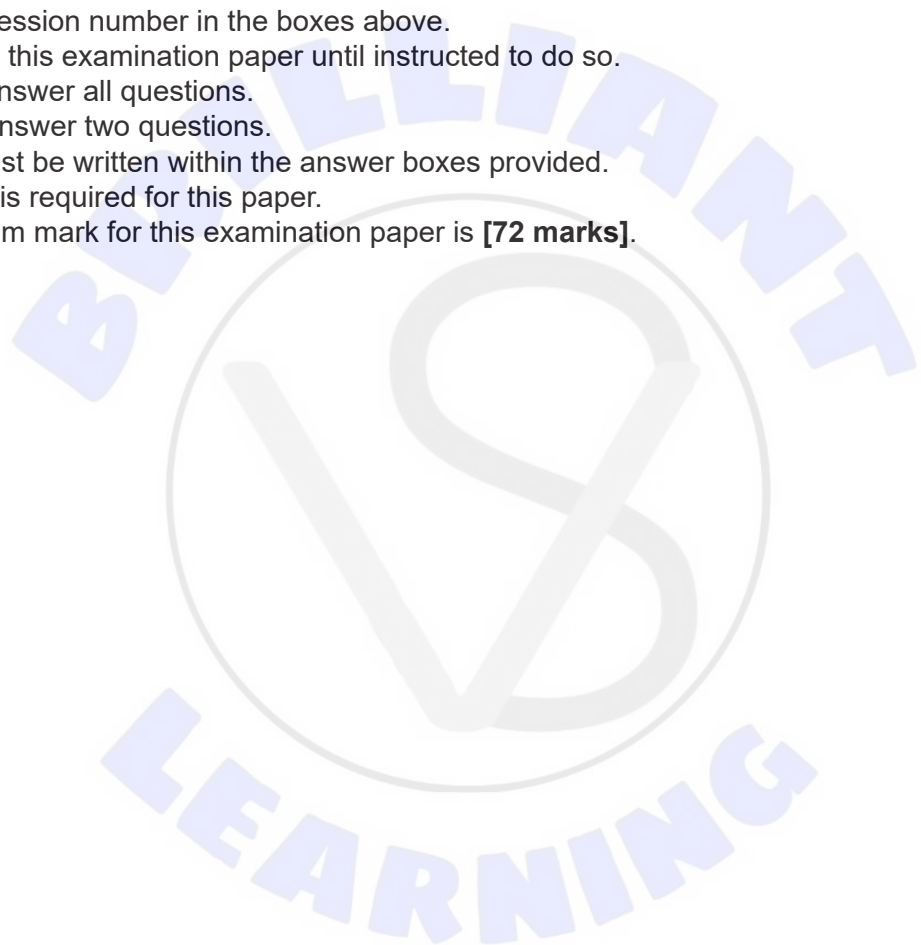 ession number in the boxes above.
this examination paper until instructed to do so.
nswer all questions.
nswer two questions.
st be written within the answer boxes provided.
is required for this paper.
m mark for this examination paper is [72 marks].
BRILLIANT
VS
LEARNING